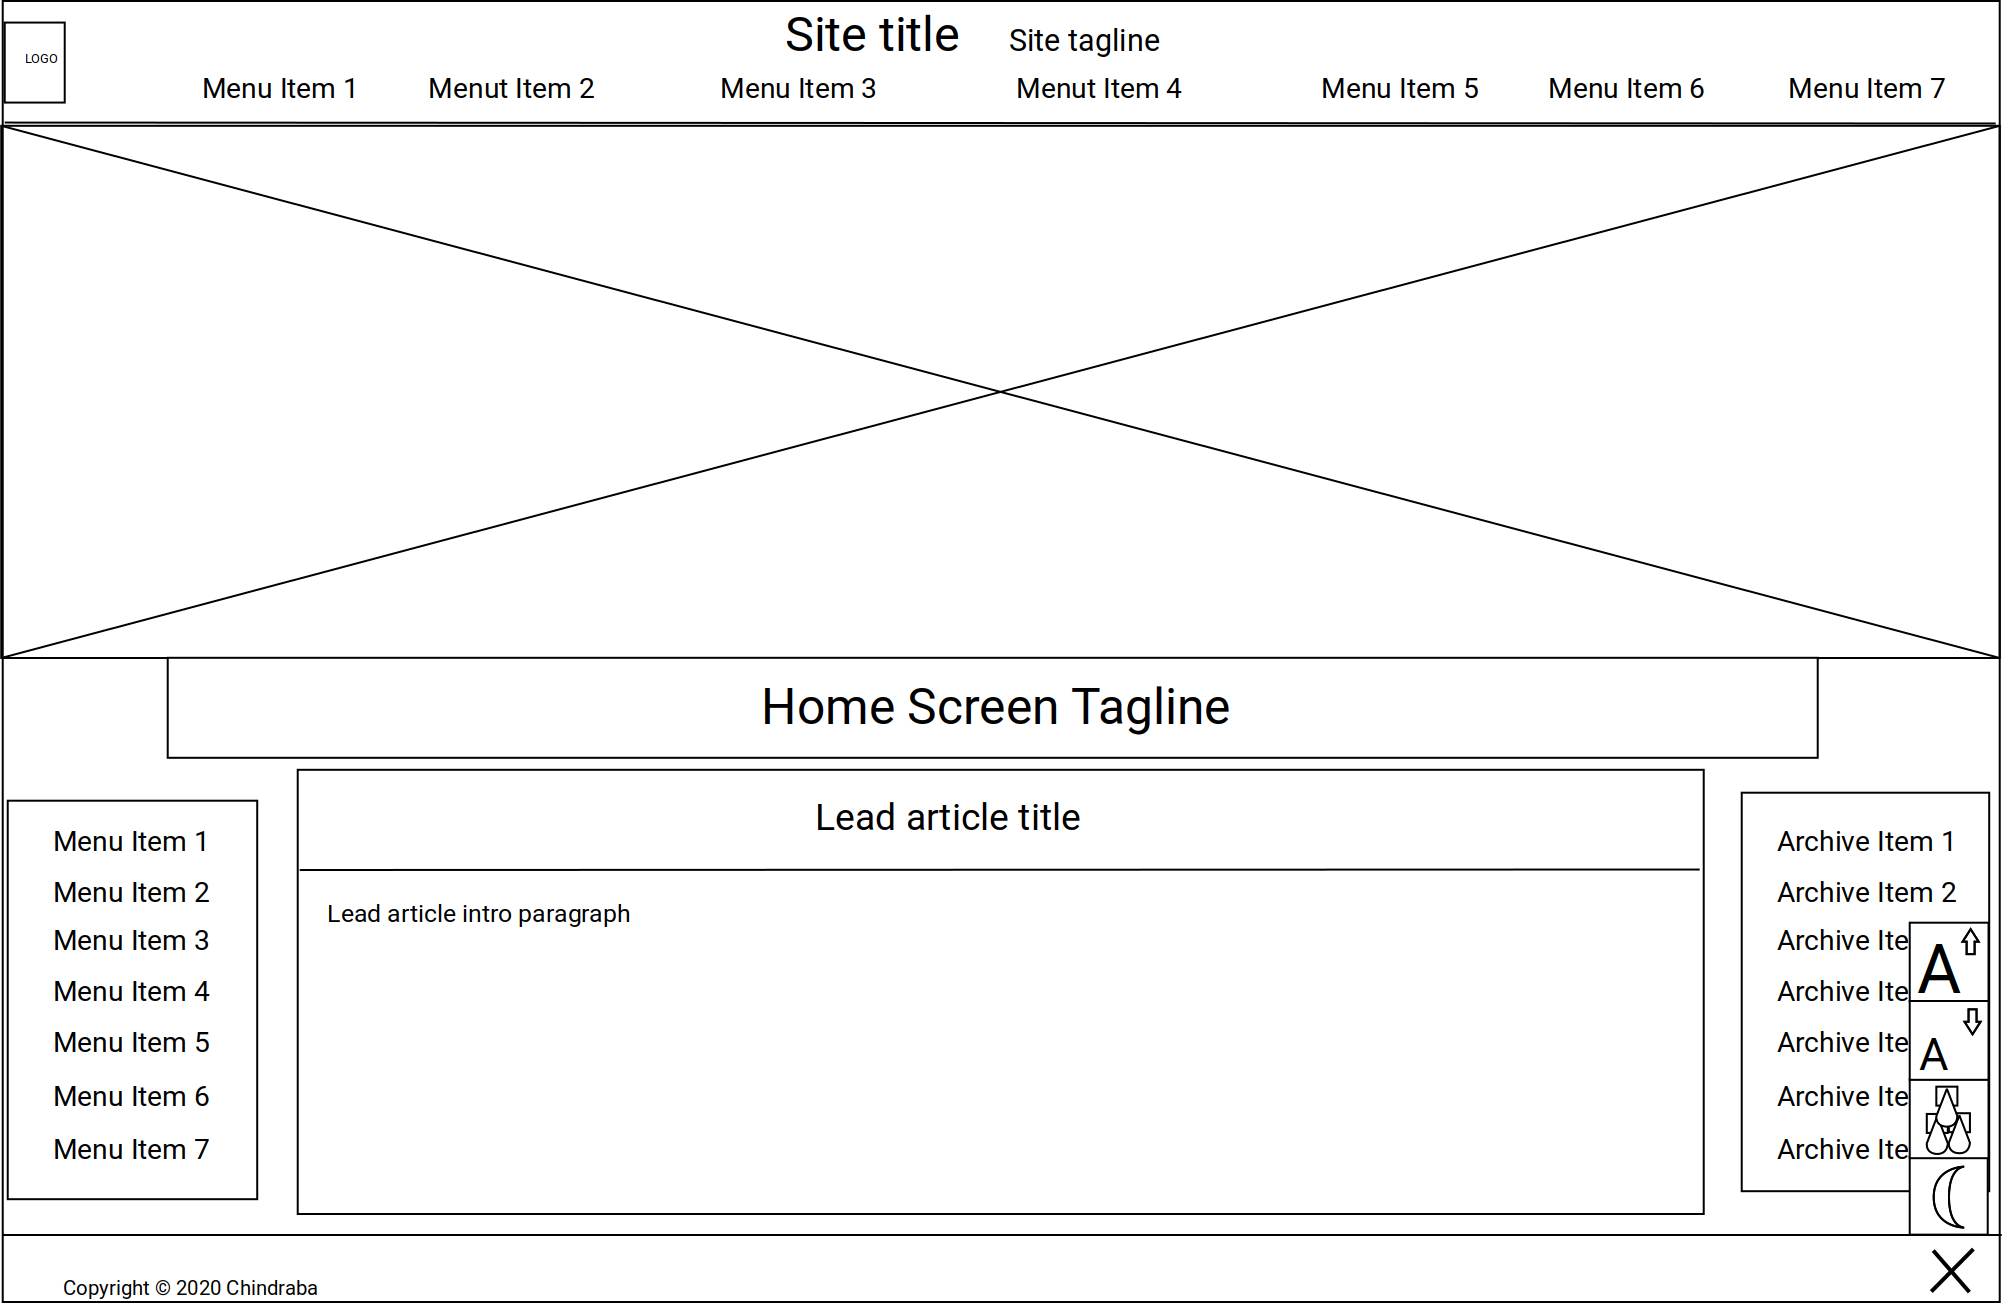 Site title Site tagline
LOGO
Menu Item 1 Menut Item 2 Menu Item 3 Menut Item 4 Menu Item 5 Menu Item 6 Menu Item 7
Home Screen Tagline
Lead article title
Lead article intro paragraph
Menu Item 1
Menu Item 2
Menu Item 3
Menu Item 4
Menu Item 5
Menu Item 6
Menu Item 7
Archive Item 1
Archive Item 2
Archive Ite
Archive Ite
Archive Ite
Archive Ite
Archive Ite
A
A
Copyright © 2020 Chindraba